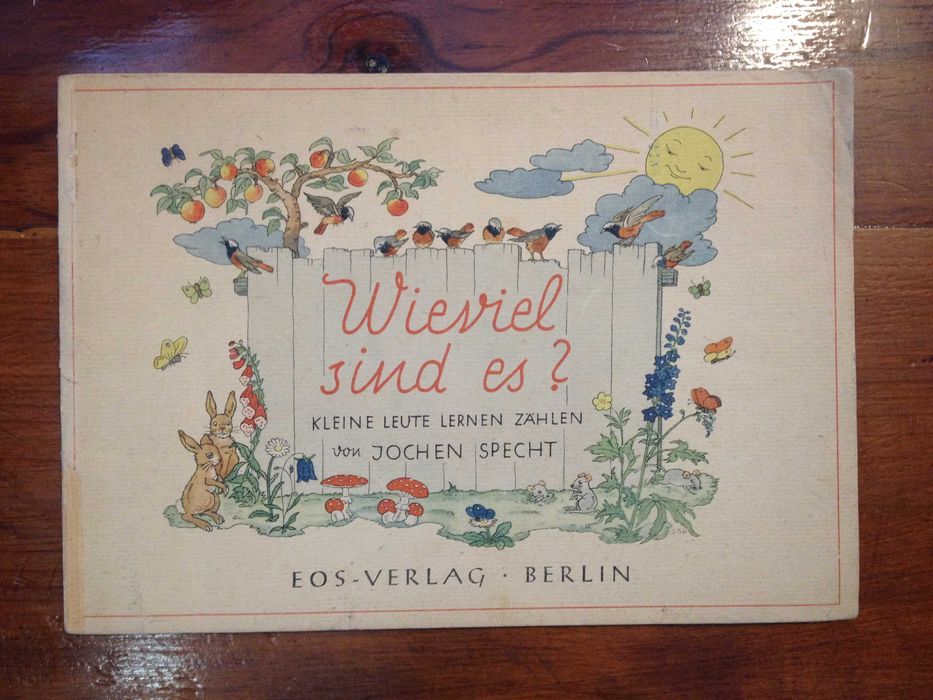 Wieviel
sind es?
KLEINE LEUTE LERNEN ZÄHLEN
von JOCHEN SPECHT
EOS-VERLAG · BERLIN